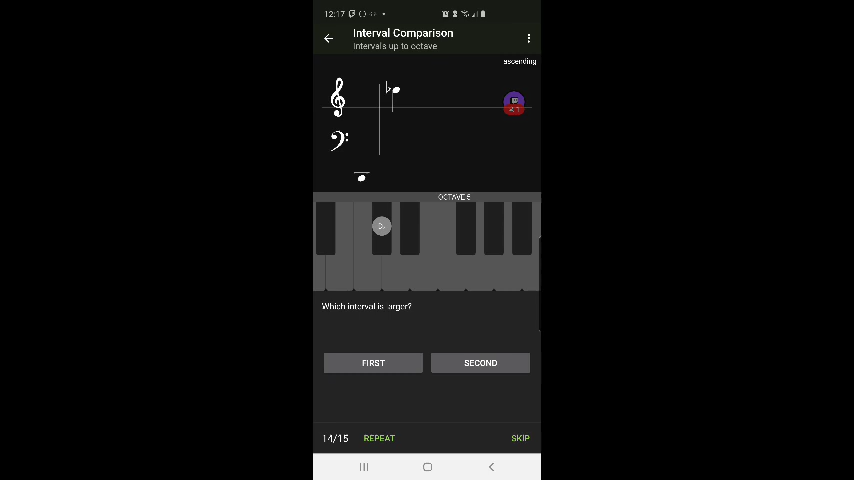 12:17
Interval Comparison
Intervals up to octave
ascending
OCTAVE 5
D♭
Which interval is larger?
FIRST
SECOND
14/15
REPEAT
SKIP